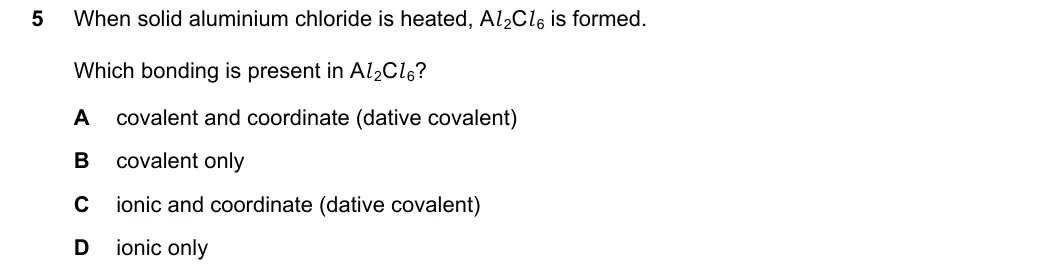 5 When solid aluminium chloride is heated, Al₂Cl₆ is formed.
Which bonding is present in Al₂Cl₆?
A covalent and coordinate (dative covalent)
B covalent only
C ionic and coordinate (dative covalent)
D ionic only